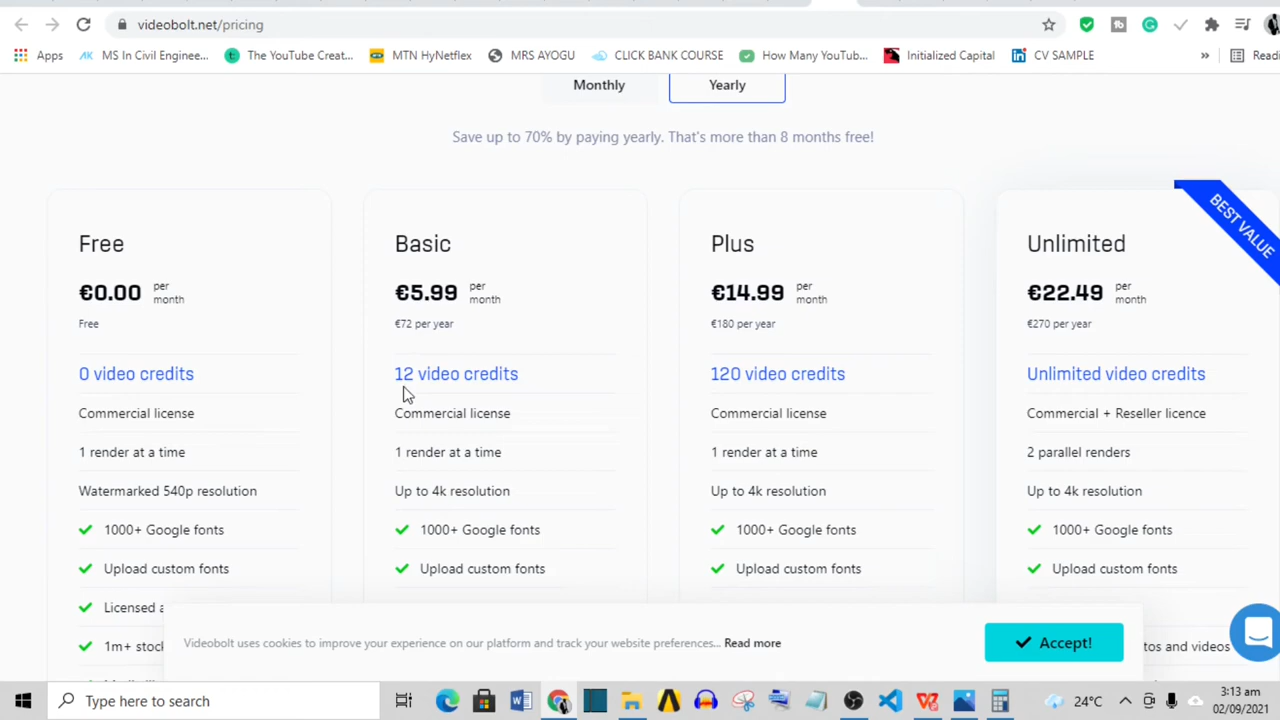 videobolt.net/pricing
Apps
MS In Civil Enginee...
The YouTube Creat...
MTN HyNetflex
MRS AYOGU
CLICK BANK COURSE
How Many YouTub...
Initialized Capital
CV SAMPLE
»
Readi
Monthly
Yearly
Save up to 70% by paying yearly. That's more than 8 months free!
BEST VALUE
Free
€0.00 per month
Free
0 video credits
Commercial license
1 render at a time
Watermarked 540p resolution
1000+ Google fonts
Upload custom fonts
Licensed a
1m+ stock
Basic
€5.99 per month
€72 per year
12 video credits
Commercial license
1 render at a time
Up to 4k resolution
1000+ Google fonts
Upload custom fonts
Plus
€14.99 per month
€180 per year
120 video credits
Commercial license
1 render at a time
Up to 4k resolution
1000+ Google fonts
Upload custom fonts
Unlimited
€22.49 per month
€270 per year
Unlimited video credits
Commercial + Reseller licence
2 parallel renders
Up to 4k resolution
1000+ Google fonts
Upload custom fonts
tos and videos
Videobolt uses cookies to improve your experience on our platform and track your website preferences... Read more
Accept!
Type here to search
24°C
3:13 am
02/09/2021